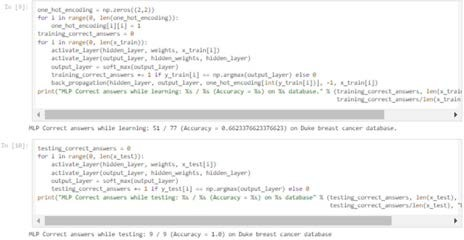 In [9]:
one_hot_encoding = np.zeros((2,2))
for i in range(0, len(one_hot_encoding)):
one_hot_encoding[i][i] = 1
training_correct_answers = 0
for i in range(0, len(x_train)):
activate_layer(hidden_layer, weights, x_train[i])
activate_layer(output_layer, output_weights, hidden_layer)
output_layer = soft_max(output_layer)
training_correct_answers += 1 if y_train[i] == np.argmax(output_layer) else 0
back_propagation(hidden_layer, output_layer, one_hot_encoding[int(y_train[i])], -1, x_train[i])
print("MLP Correct answers while learning: %s / %s (Accuracy = %s) on %s database." % (training_correct_answers, len(x_trai
training_correct_answers/len(x_train
MLP Correct answers while learning: 51 / 77 (Accuracy = 0.6623376623376623) on Duke breast cancer database.
In [10]:
testing_correct_answers = 0
for i in range(0, len(x_test)):
activate_layer(hidden_layer, weights, x_test[i])
activate_layer(output_layer, output_weights, hidden_layer)
output_layer = soft_max(output_layer)
testing_correct_answers += 1 if y_test[i] == np.argmax(output_layer) else 0
print("MLP Correct answers while testing: %s / %s (Accuracy = %s) on %s database" % (testing_correct_answers, len(x_test),
testing_correct_answers/len(x_test), "
MLP Correct answers while testing: 9 / 9 (Accuracy = 1.0) on Duke breast cancer database